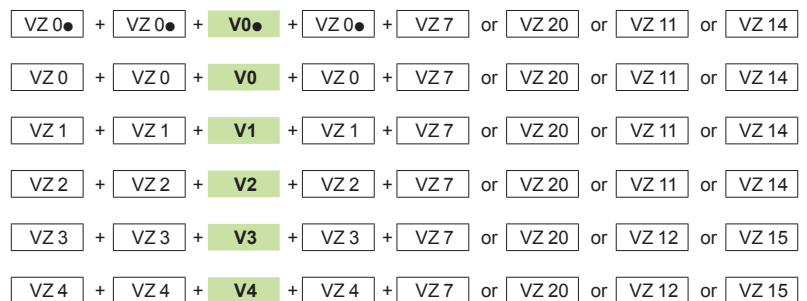 VZ 0● + VZ 0● + V0● + VZ 0● + VZ 7 or VZ 20 or VZ 11 or VZ 14
VZ 0 + VZ 0 + V0 + VZ 0 + VZ 7 or VZ 20 or VZ 11 or VZ 14
VZ 1 + VZ 1 + V1 + VZ 1 + VZ 7 or VZ 20 or VZ 11 or VZ 14
VZ 2 + VZ 2 + V2 + VZ 2 + VZ 7 or VZ 20 or VZ 11 or VZ 14
VZ 3 + VZ 3 + V3 + VZ 3 + VZ 7 or VZ 20 or VZ 12 or VZ 15
VZ 4 + VZ 4 + V4 + VZ 4 + VZ 7 or VZ 20 or VZ 12 or VZ 15